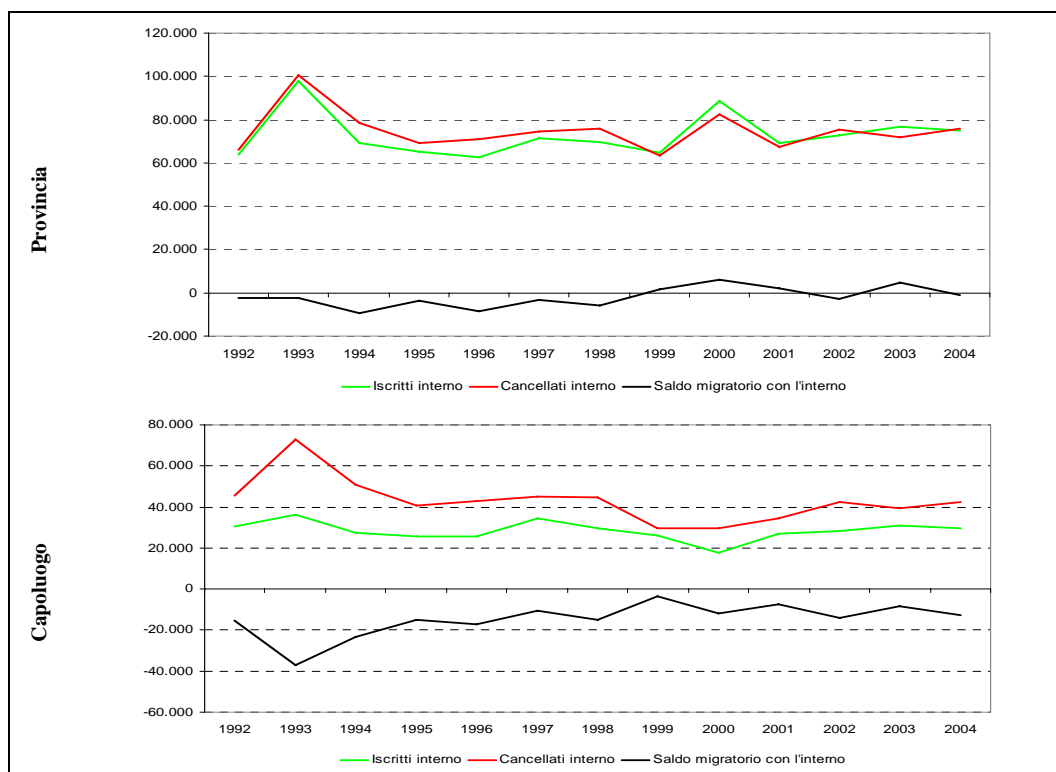 Provincia
120.000
100.000
80.000
60.000
40.000
20.000
0
-20.000
1992 1993 1994 1995 1996 1997 1998 1999 2000 2001 2002 2003 2004
Iscritti interno Cancellati interno Saldo migratorio con l'interno
Capoluogo
80.000
60.000
40.000
20.000
0
-20.000
-40.000
-60.000
1992 1993 1994 1995 1996 1997 1998 1999 2000 2001 2002 2003 2004
Iscritti interno Cancellati interno Saldo migratorio con l'interno